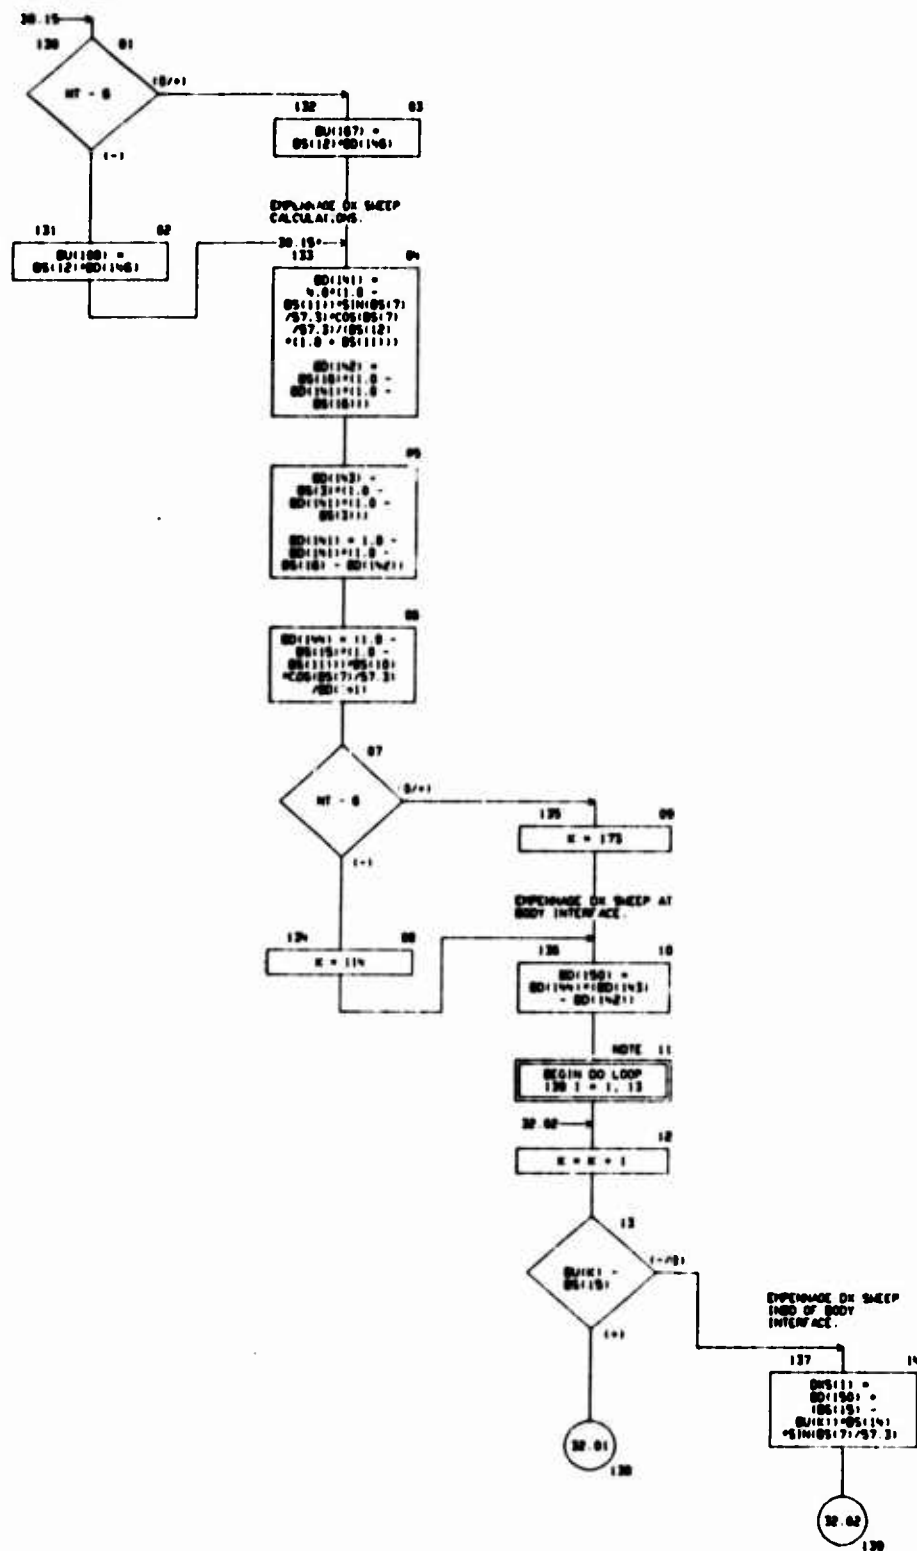 30.15
130 01
NT - 6
(0/+)
(-)
132 03
BU(187) =
BS(12)*BD(146)
131 02
BU(188) =
BS(12)*BD(146)
EMPENNAGE DX SWEEP
CALCULATIONS.
30.15*
133 04
BD(141) =
4.0*(1.0 -
BS(11))*SIN(BS(7)
/57.3)*COS(BS(7)
/57.3)/(BS(12)
*(1.0 + BS(11)))
BD(142) =
BS(16)*(1.0 -
BD(141)*(1.0 -
BS(16)))
05
BD(143) =
BS(3)*(1.0 -
BD(141)*(1.0 -
BS(3)))
BD(141) = 1.0 -
BD(141)*(1.0 -
BS(16) - BD(142))
06
BD(144) = (1.0 -
BS(15)*(1.0 -
BS(11)))*BS(10)
*COS(BS(7)/57.3)
07
NT - 6
0/+)
(-)
135 09
K = 175
EMPENNAGE DX SWEEP AT
BODY INTERFACE.
134 08
K = 114
136 10
BD(150) =
BD(144)*(BD(143)
- BD(142))
NOTE 11
BEGIN DO LOOP
139 I = 1, 13
32.02
12
K = K + 1
13
BU(K) -
BS(15)
(-/0)
(+)
EMPENNAGE DX SWEEP
INBD OF BODY
INTERFACE.
137 14
DXS(I) =
BD(150) +
(BS(15) -
BU(K))*BS(14)
*SIN(BS(7)/57.3)
32.01
138
32.02
139